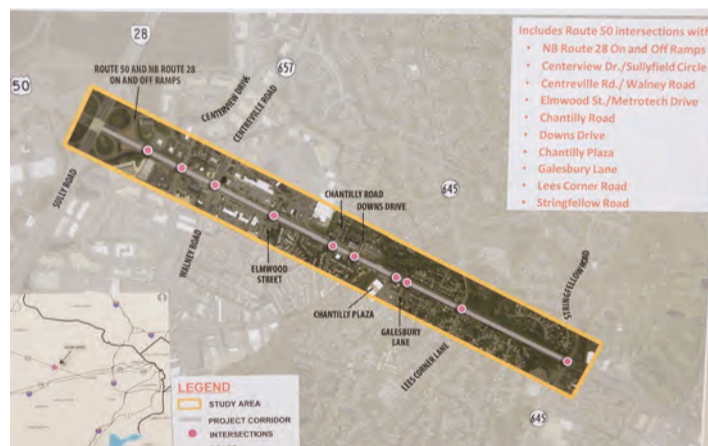 28
50
657
645
645
ROUTE 50 AND NB ROUTE 28
ON AND OFF RAMPS
CENTERVIEW DRIVE
CENTREVILLE ROAD
SULLY ROAD
WALNEY ROAD
ELMWOOD
STREET
CHANTILLY ROAD
DOWNS DRIVE
CHANTILLY PLAZA
GALESBURY
LANE
LEES CORNER LANE
STRINGFELLOW ROAD
Includes Route 50 intersections with
• NB Route 28 On and Off Ramps
• Centerview Dr./Sullyfield Circle
• Centreville Rd./ Walney Road
• Elmwood St./Metrotech Drive
• Chantilly Road
• Downs Drive
• Chantilly Plaza
• Galesbury Lane
• Lees Corner Road
• Stringfellow Road
LEGEND
STUDY AREA
PROJECT CORRIDOR
INTERSECTIONS